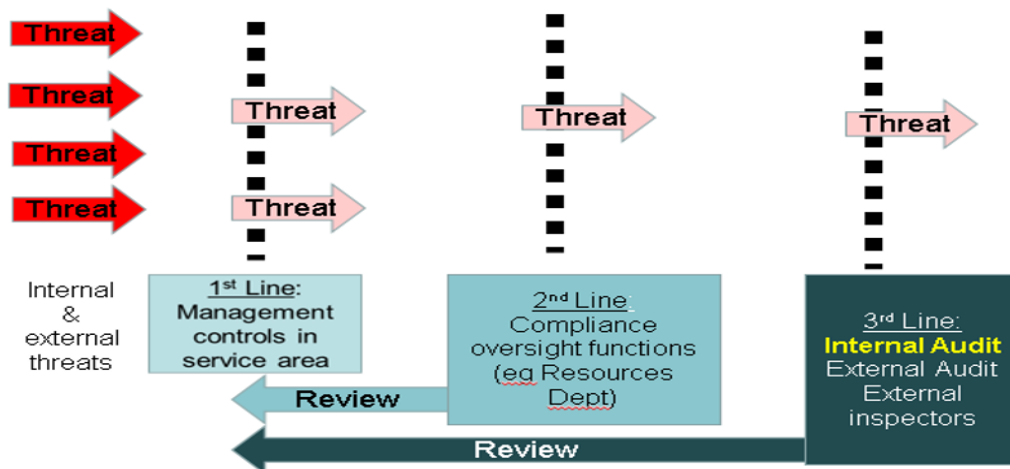 Threat
Threat
Threat
Threat
Threat
Threat
Threat
Threat
Internal
&
external
threats
1st Line:
Management
controls in
service area
2nd Line:
Compliance
oversight functions
(eg Resources
Dept)
3rd Line:
Internal Audit
External Audit
External
inspectors
Review
Review